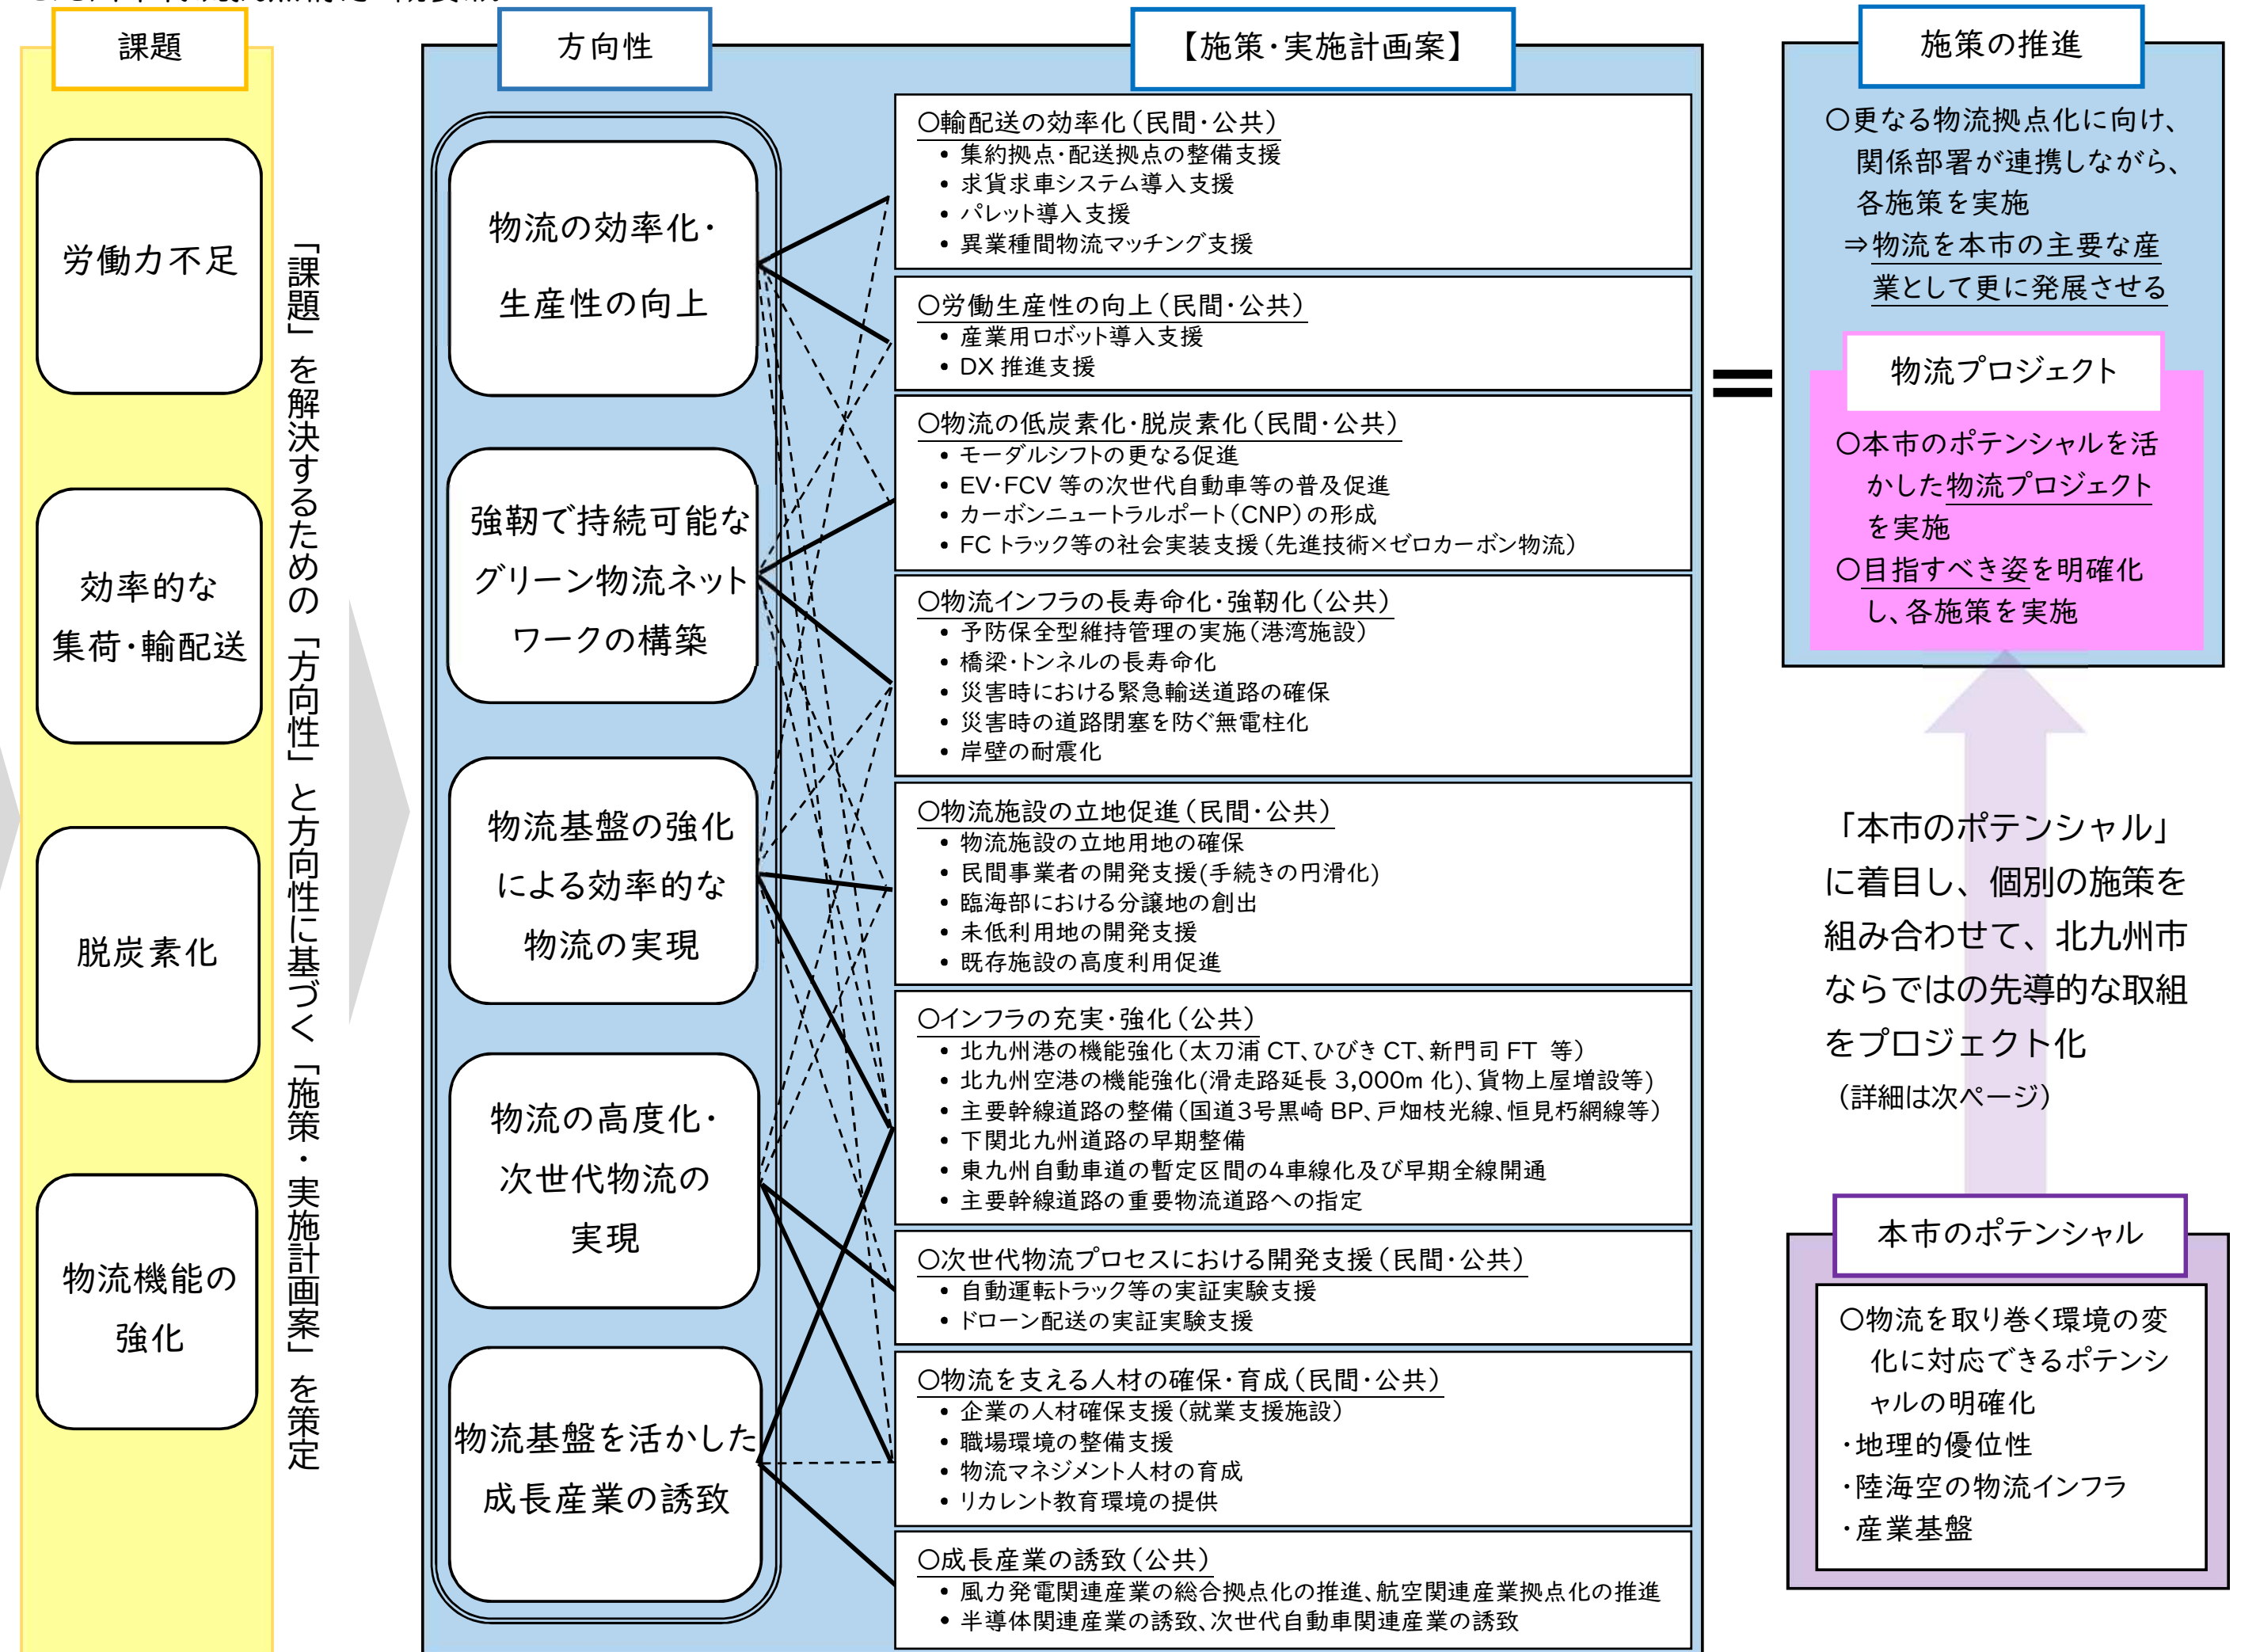 課題
労働力不足
効率的な
集荷・輸配送
脱炭素化
物流機能の
強化
「課題」を解決するための「方向性」と方向性に基づく「施策・実施計画案」を策定
方向性
物流の効率化・
生産性の向上
強靭で持続可能な
グリーン物流ネット
ワークの構築
物流基盤の強化
による効率的な
物流の実現
物流の高度化・
次世代物流の
実現
物流基盤を活かした
成長産業の誘致
【施策・実施計画案】
〇輸配送の効率化（民間・公共）
• 集約拠点・配送拠点の整備支援
• 求貨求車システム導入支援
• パレット導入支援
• 異業種間物流マッチング支援
〇労働生産性の向上（民間・公共）
• 産業用ロボット導入支援
• DX 推進支援
〇物流の低炭素化・脱炭素化（民間・公共）
• モーダルシフトの更なる促進
• EV・FCV 等の次世代自動車等の普及促進
• カーボンニュートラルポート（CNP）の形成
• FC トラック等の社会実装支援（先進技術×ゼロカーボン物流）
〇物流インフラの長寿命化・強靭化（公共）
• 予防保全型維持管理の実施（港湾施設）
• 橋梁・トンネルの長寿命化
• 災害時における緊急輸送道路の確保
• 災害時の道路閉塞を防ぐ無電柱化
• 岸壁の耐震化
〇物流施設の立地促進（民間・公共）
• 物流施設の立地用地の確保
• 民間事業者の開発支援(手続きの円滑化)
• 臨海部における分譲地の創出
• 未低利用地の開発支援
• 既存施設の高度利用促進
〇インフラの充実・強化（公共）
• 北九州港の機能強化（太刀浦 CT、ひびき CT、新門司 FT 等）
• 北九州空港の機能強化(滑走路延長 3,000m 化)、貨物上屋増設等)
• 主要幹線道路の整備（国道3号黒崎 BP、戸畑枝光線、恒見朽網線等）
• 下関北九州道路の早期整備
• 東九州自動車道の暫定区間の4車線化及び早期全線開通
• 主要幹線道路の重要物流道路への指定
〇次世代物流プロセスにおける開発支援（民間・公共）
• 自動運転トラック等の実証実験支援
• ドローン配送の実証実験支援
〇物流を支える人材の確保・育成（民間・公共）
• 企業の人材確保支援（就業支援施設）
• 職場環境の整備支援
• 物流マネジメント人材の育成
• リカレント教育環境の提供
〇成長産業の誘致（公共）
• 風力発電関連産業の総合拠点化の推進、航空関連産業拠点化の推進
• 半導体関連産業の誘致、次世代自動車関連産業の誘致
＝
施策の推進
〇更なる物流拠点化に向け、
関係部署が連携しながら、
各施策を実施
⇒物流を本市の主要な産
業として更に発展させる
物流プロジェクト
〇本市のポテンシャルを活
かした物流プロジェクト
を実施
〇目指すべき姿を明確化
し、各施策を実施
「本市のポテンシャル」
に着目し、個別の施策を
組み合わせて、北九州市
ならではの先導的な取組
をプロジェクト化
（詳細は次ページ）
本市のポテンシャル
〇物流を取り巻く環境の変
化に対応できるポテンシ
ャルの明確化
・地理的優位性
・陸海空の物流インフラ
・産業基盤